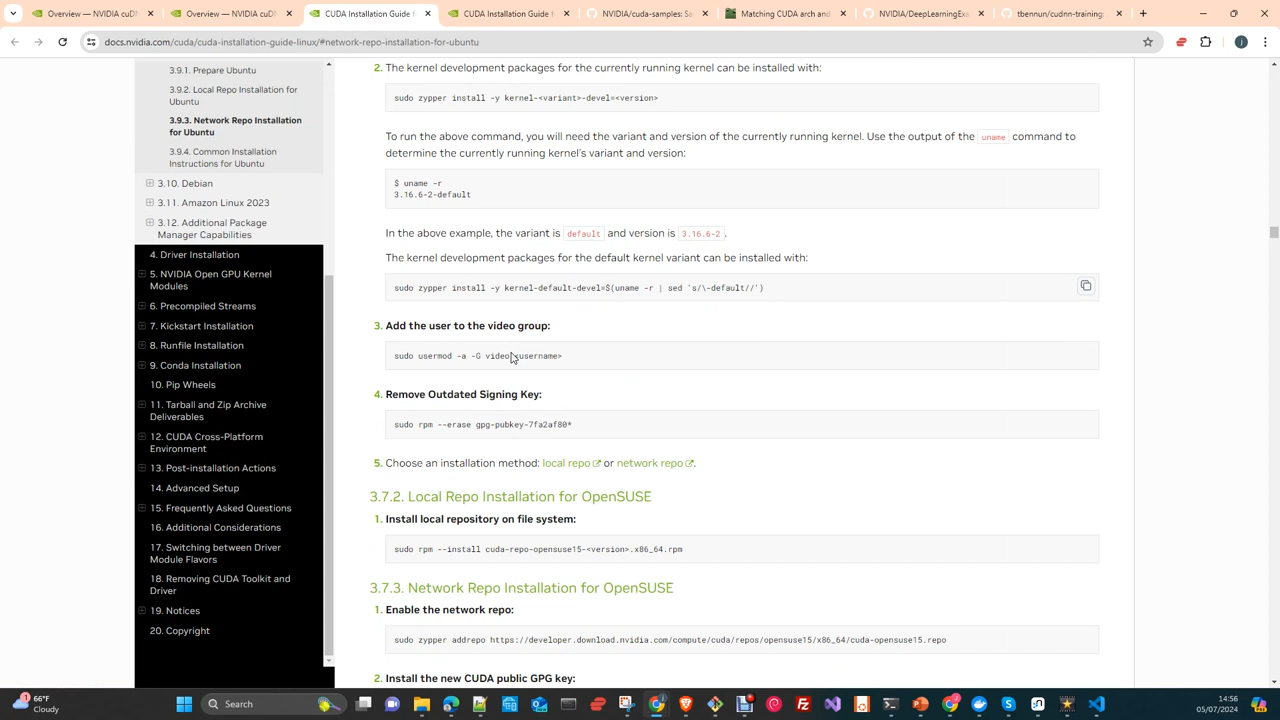 Overview — NVIDIA cuDN
Overview — NVIDIA cuDN
CUDA Installation Guide f
CUDA Installation Guide f
NVIDIA/cuda-samples: Sa
Matching CUDA arch and
NVIDIA/DeepLearningExa
tbennun/cudnn-training:
docs.nvidia.com/cuda/cuda-installation-guide-linux/#network-repo-installation-for-ubuntu
3.9.1. Prepare Ubuntu
3.9.2. Local Repo Installation for
Ubuntu
3.9.3. Network Repo Installation
for Ubuntu
3.9.4. Common Installation
Instructions for Ubuntu
3.10. Debian
3.11. Amazon Linux 2023
3.12. Additional Package
Manager Capabilities
4. Driver Installation
5. NVIDIA Open GPU Kernel
Modules
6. Precompiled Streams
7. Kickstart Installation
8. Runfile Installation
9. Conda Installation
10. Pip Wheels
11. Tarball and Zip Archive
Deliverables
12. CUDA Cross-Platform
Environment
13. Post-installation Actions
14. Advanced Setup
15. Frequently Asked Questions
16. Additional Considerations
17. Switching between Driver
Module Flavors
18. Removing CUDA Toolkit and
Driver
19. Notices
20. Copyright
2. The kernel development packages for the currently running kernel can be installed with:
sudo zypper install -y kernel-<variant>-devel=<version>
To run the above command, you will need the variant and version of the currently running kernel. Use the output of the uname command to
determine the currently running kernel's variant and version:
$ uname -r
3.16.6-2-default
In the above example, the variant is default and version is 3.16.6-2.
The kernel development packages for the default kernel variant can be installed with:
sudo zypper install -y kernel-default-devel=$(uname -r | sed 's/\-default//')
3. Add the user to the video group:
sudo usermod -a -G video <username>
4. Remove Outdated Signing Key:
sudo rpm --erase gpg-pubkey-7fa2af80*
5. Choose an installation method: local repo or network repo.
3.7.2. Local Repo Installation for OpenSUSE
1. Install local repository on file system:
sudo rpm --install cuda-repo-opensuse15-<version>.x86_64.rpm
3.7.3. Network Repo Installation for OpenSUSE
1. Enable the network repo:
sudo zypper addrepo https://developer.download.nvidia.com/compute/cuda/repos/opensuse15/x86_64/cuda-opensuse15.repo
2. Install the new CUDA public GPG key:
66°F
Cloudy
Search
14:56
05/07/2024